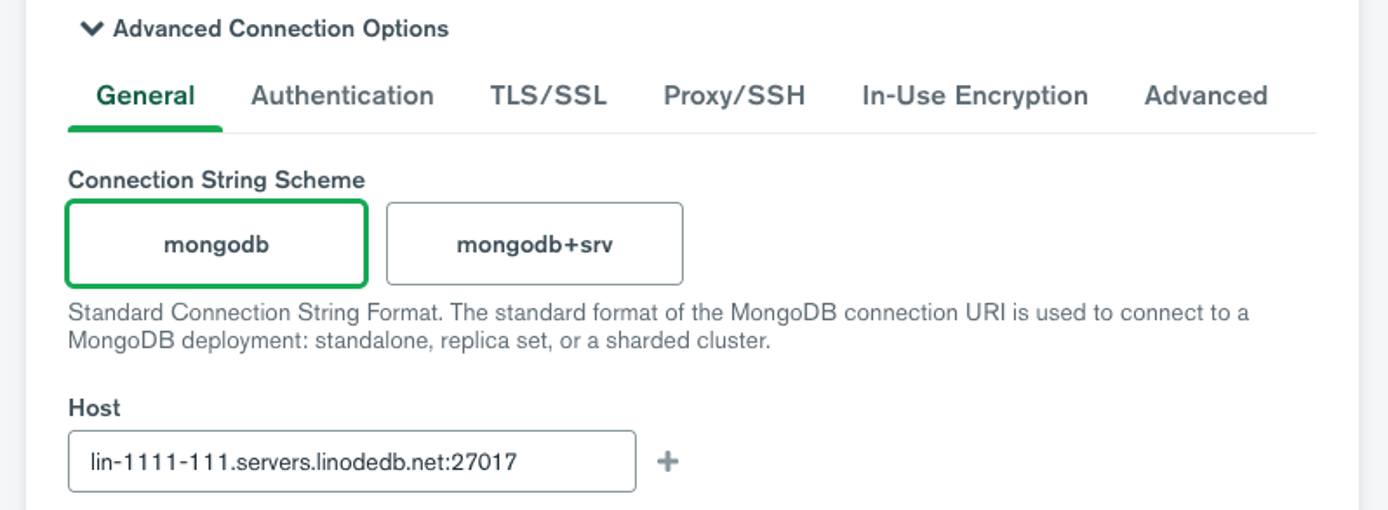 Advanced Connection Options
General Authentication TLS/SSL Proxy/SSH In-Use Encryption Advanced
Connection String Scheme
mongodb mongodb+srv
Standard Connection String Format. The standard format of the MongoDB connection URI is used to connect to a
MongoDB deployment: standalone, replica set, or a sharded cluster.
Host
lin-1111-111.servers.linodedb.net:27017